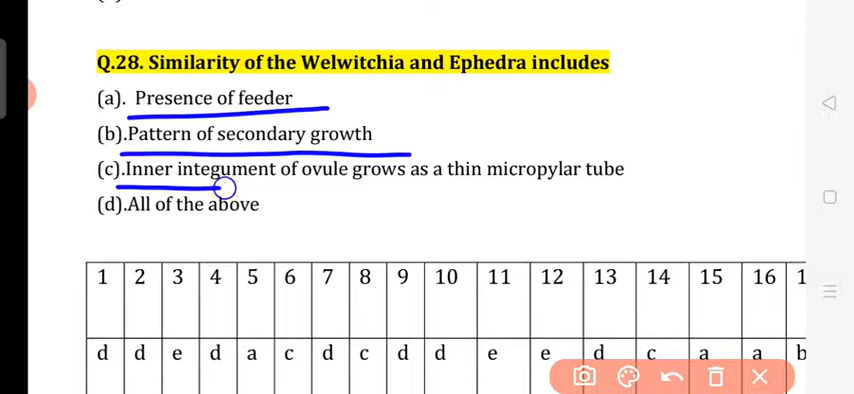 Q.28. Similarity of the Welwitchia and Ephedra includes
(a). Presence of feeder
(b).Pattern of secondary growth
(c).Inner integument of ovule grows as a thin micropylar tube
(d).All of the above
1 2 3 4 5 6 7 8 9 10 11 12 13 14 15 16 1
d d e d a c d c d d e e d c a a b